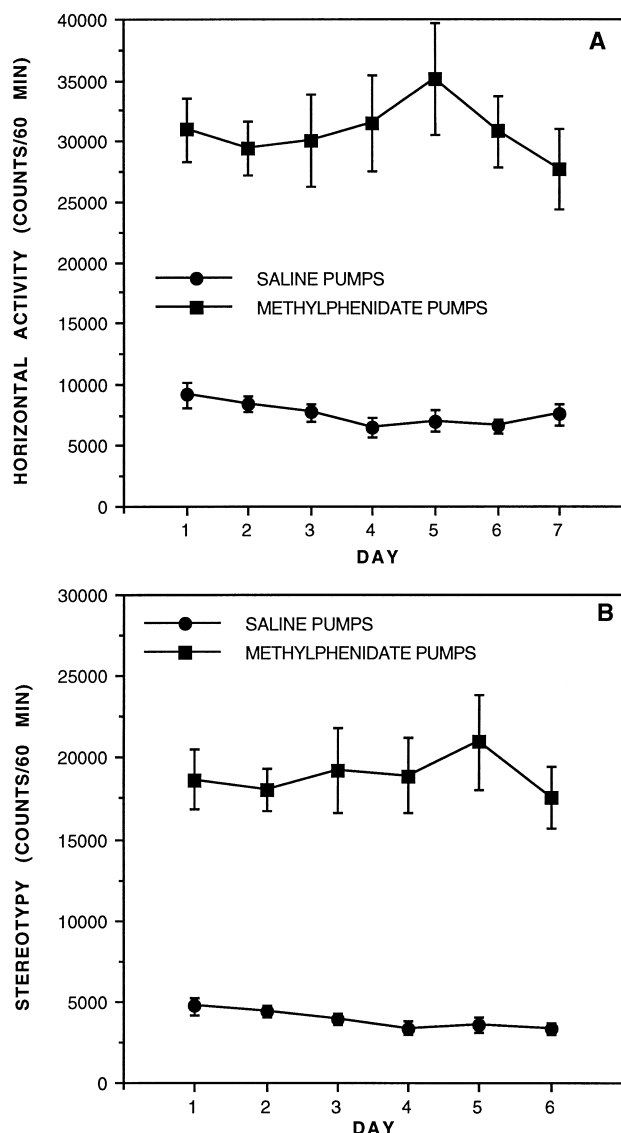 A
HORIZONTAL ACTIVITY (COUNTS/60 MIN)
40000
35000
30000
25000
20000
15000
10000
5000
0
SALINE PUMPS
METHYLPHENIDATE PUMPS
1 2 3 4 5 6 7
DAY
B
STEREOTYPY (COUNTS/60 MIN)
30000
25000
20000
15000
10000
5000
0
SALINE PUMPS
METHYLPHENIDATE PUMPS
1 2 3 4 5 6
DAY